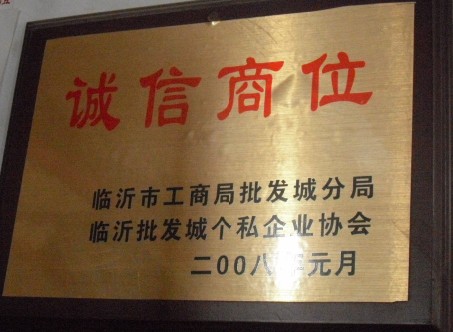 诚信商位
临沂市工商局批发城分局
临沂批发城个私企业协会
二00八年元月